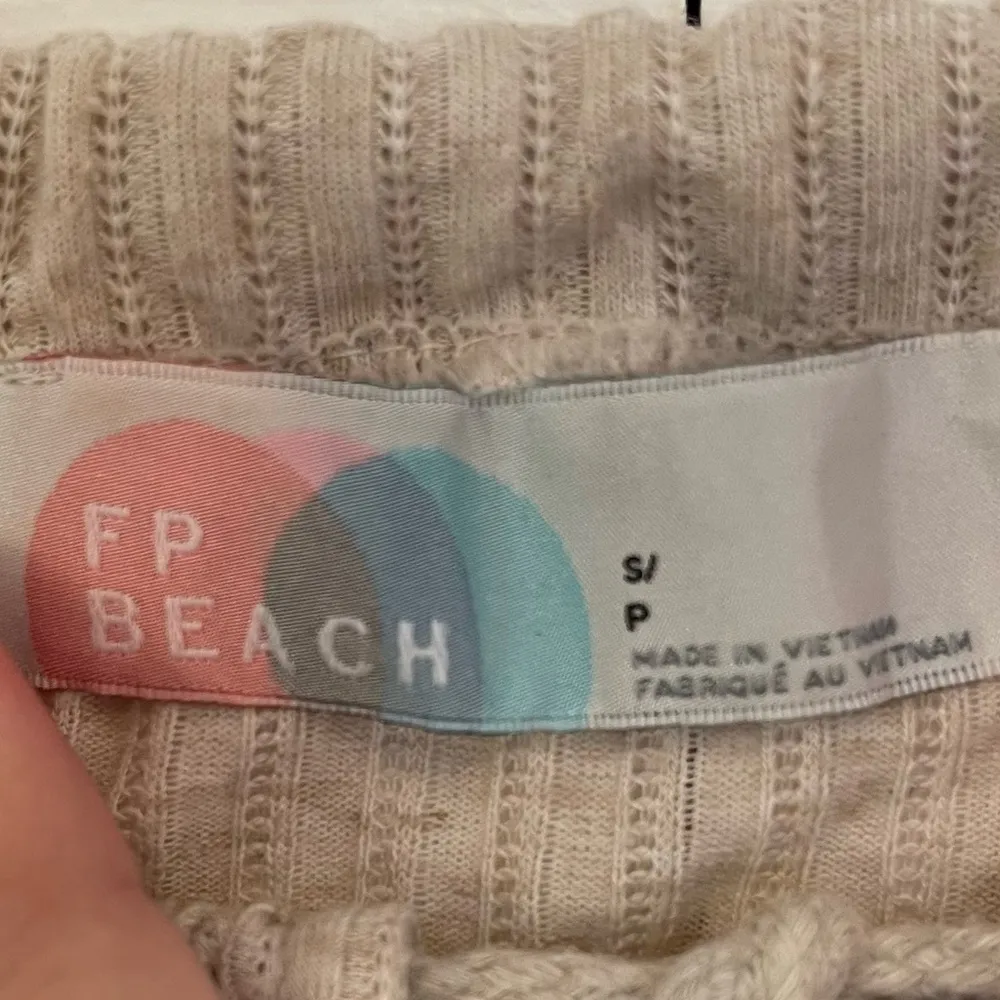 FP
BEACH
S/
P
MADE IN VIETNAM
FABRIQUÉ AU VIETNAM